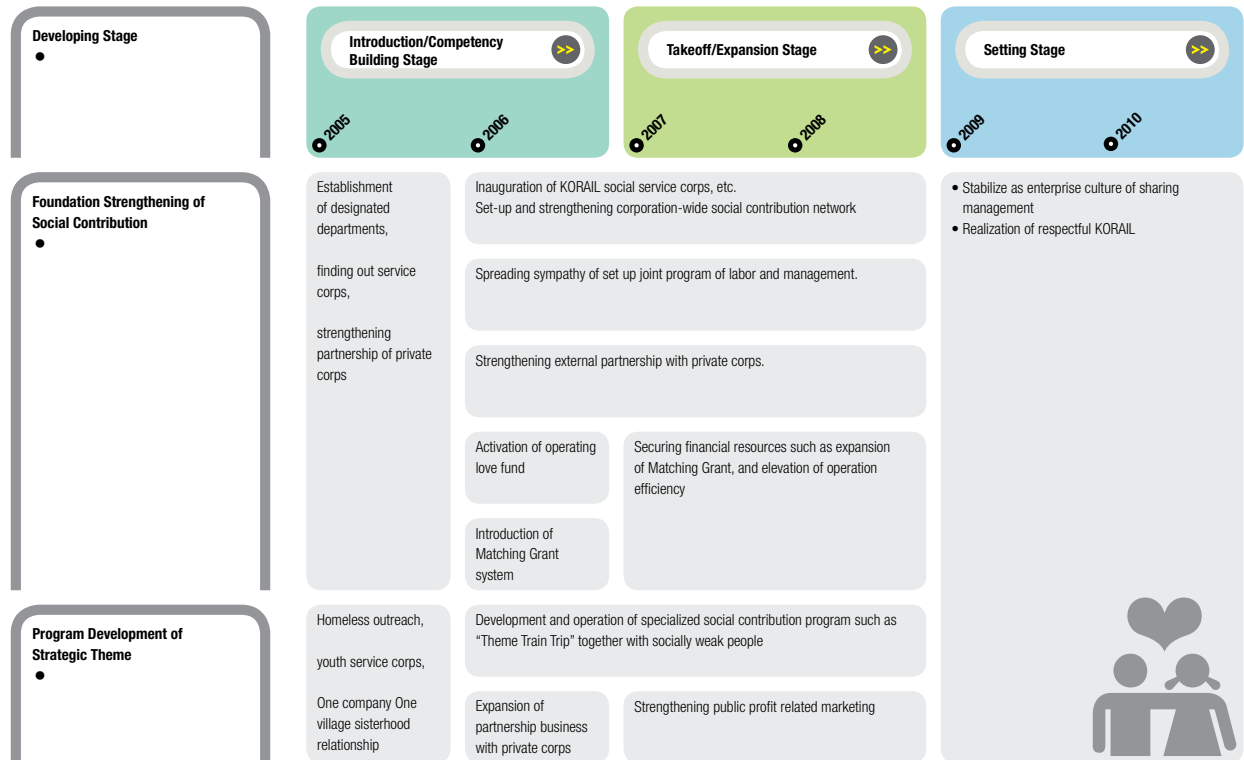 Developing Stage
●
Introduction/Competency
Building Stage
>>
Takeoff/Expansion Stage
>>
Setting Stage
>>
2005
2006
2007
2008
2009
2010
Foundation Strengthening of
Social Contribution
●
Establishment
of designated
departments,
finding out service
corps,
strengthening
partnership of private
corps
Inauguration of KORAIL social service corps, etc.
Set-up and strengthening corporation-wide social contribution network
Spreading sympathy of set up joint program of labor and management.
Strengthening external partnership with private corps.
Activation of operating
love fund
Securing financial resources such as expansion
of Matching Grant, and elevation of operation
efficiency
Introduction of
Matching Grant
system
• Stabilize as enterprise culture of sharing
management
• Realization of respectful KORAIL
Program Development of
Strategic Theme
●
Homeless outreach,
youth service corps,
One company One
village sisterhood
relationship
Development and operation of specialized social contribution program such as
“Theme Train Trip” together with socially weak people
Expansion of
partnership business
with private corps
Strengthening public profit related marketing